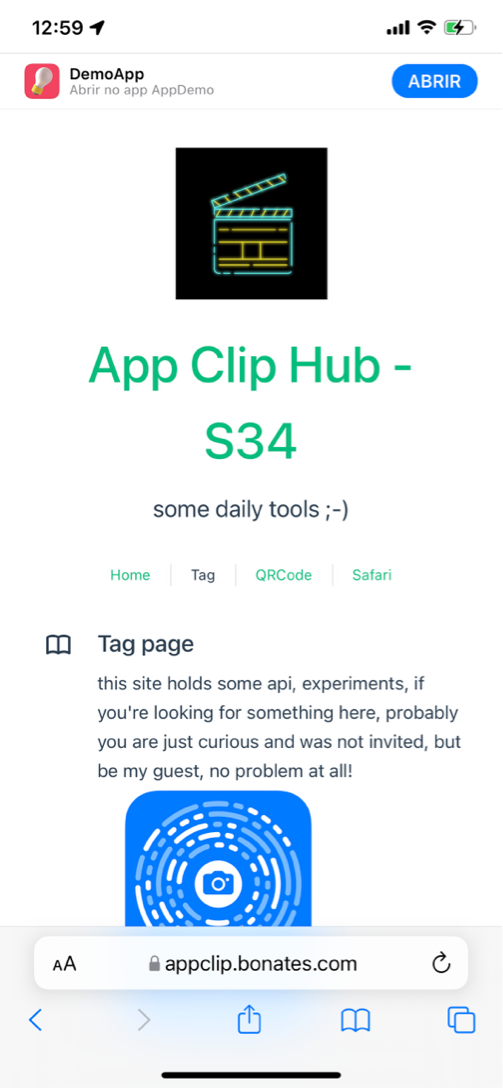 12:59
DemoApp
Abrir no app AppDemo
ABRIR
App Clip Hub -
S34
some daily tools ;-)
Home
Tag
QRCode
Safari
Tag page
this site holds some api, experiments, if
you're looking for something here, probably
you are just curious and was not invited, but
be my guest, no problem at all!
AA
appclip.bonates.com